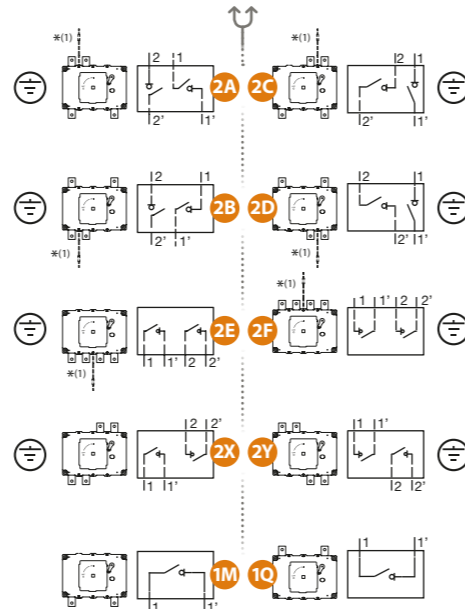 *(1) *(1)
2 1 2A 2C 2 1
2' 1' 2' 1'
2 1 2B 2D 2 1
2' 1' 2' 1'
*(1) *(1)
*(1)
2E 2F 1 1' 2 2'
1 1' 2 2'
*(1)
2 2' 1 1'
2X 2Y
1 1' 2 2'
1M 1Q 1 1'
1 1'